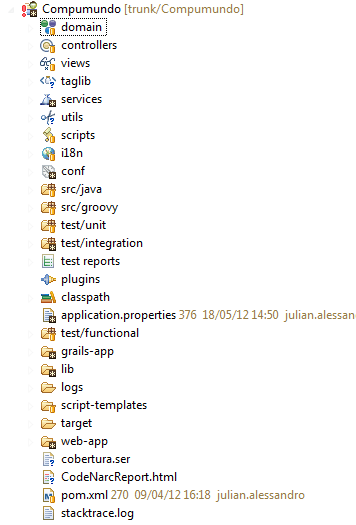 Compumundo [trunk/Compumundo]
domain
controllers
views
taglib
services
utils
scripts
i18n
conf
src/java
src/groovy
test/unit
test/integration
test reports
plugins
classpath
application.properties 376 18/05/12 14:50 julian.alessan
test/functional
grails-app
lib
logs
script-templates
target
web-app
cobertura.ser
CodeNarcReport.html
pom.xml 270 09/04/12 16:18 julian.alessandro
stacktrace.log